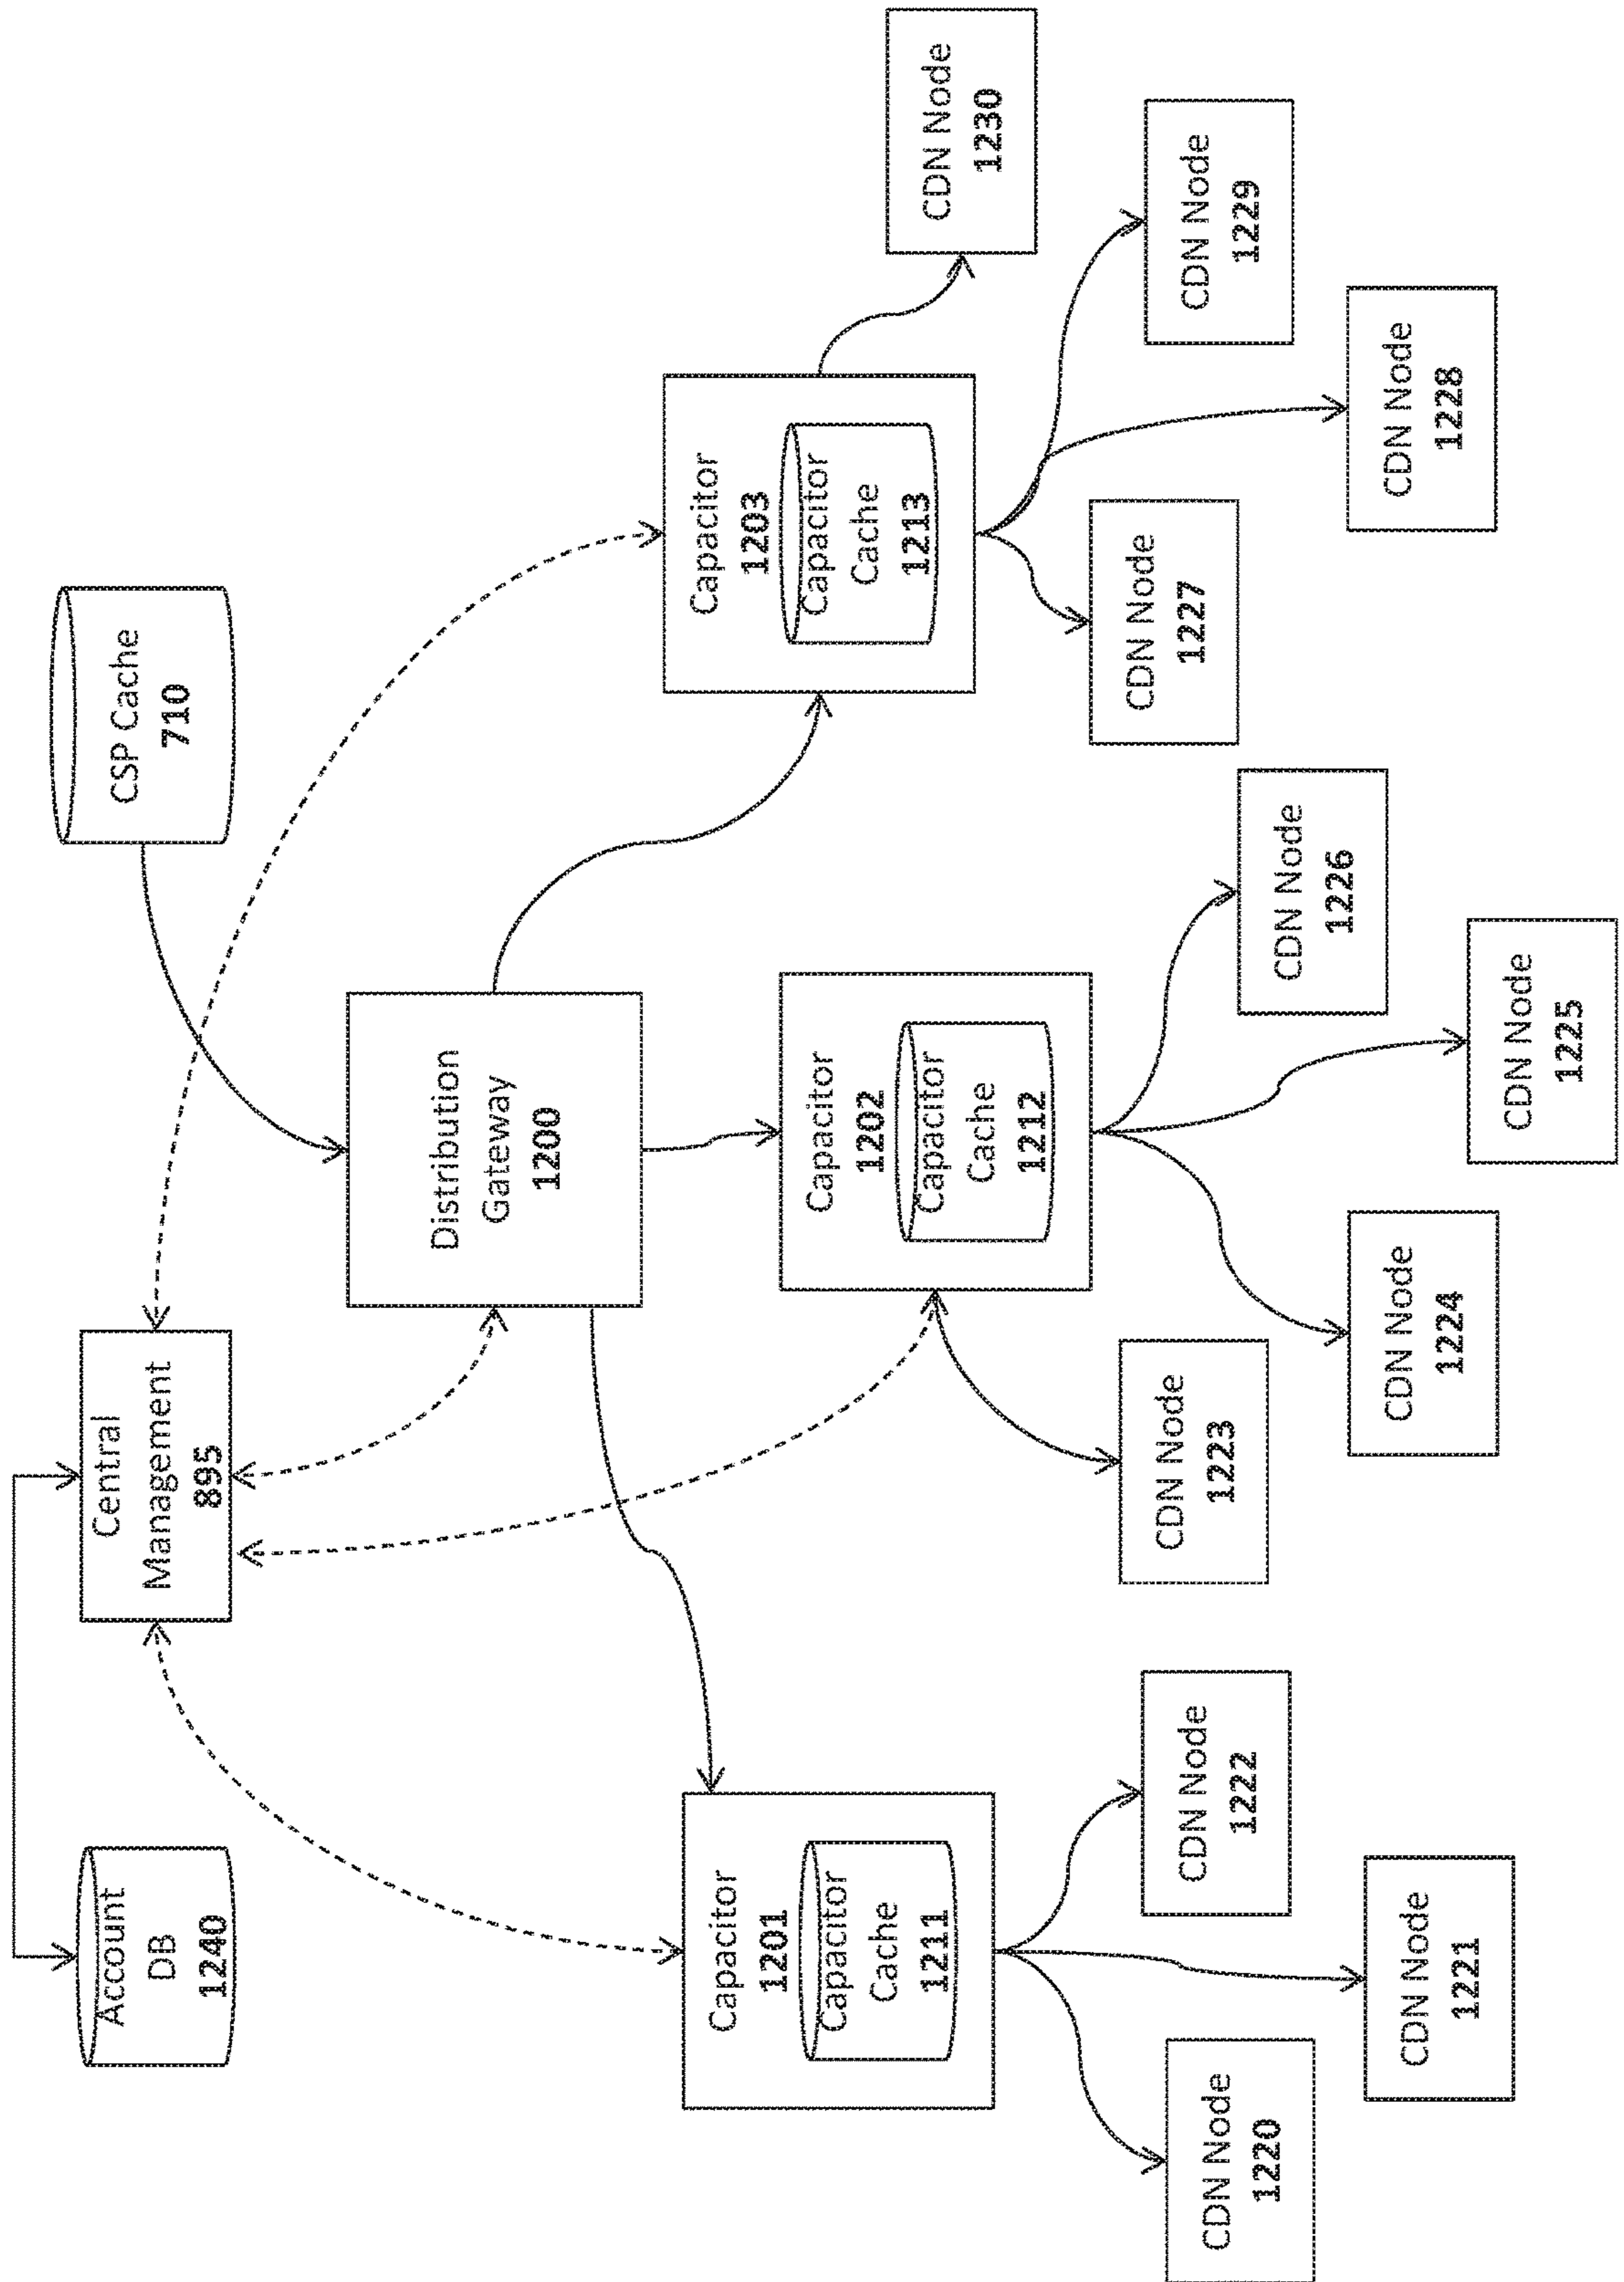 Account
DB
1240
Central
Management
895
CSP Cache
710
Distribution
Gateway
1200
Capacitor
1201
Capacitor
Cache
1211
Capacitor
1202
Capacitor
Cache
1212
Capacitor
1203
Capacitor
Cache
1213
CDN Node
1220
CDN Node
1221
CDN Node
1222
CDN Node
1223
CDN Node
1224
CDN Node
1225
CDN Node
1226
CDN Node
1227
CDN Node
1228
CDN Node
1229
CDN Node
1230